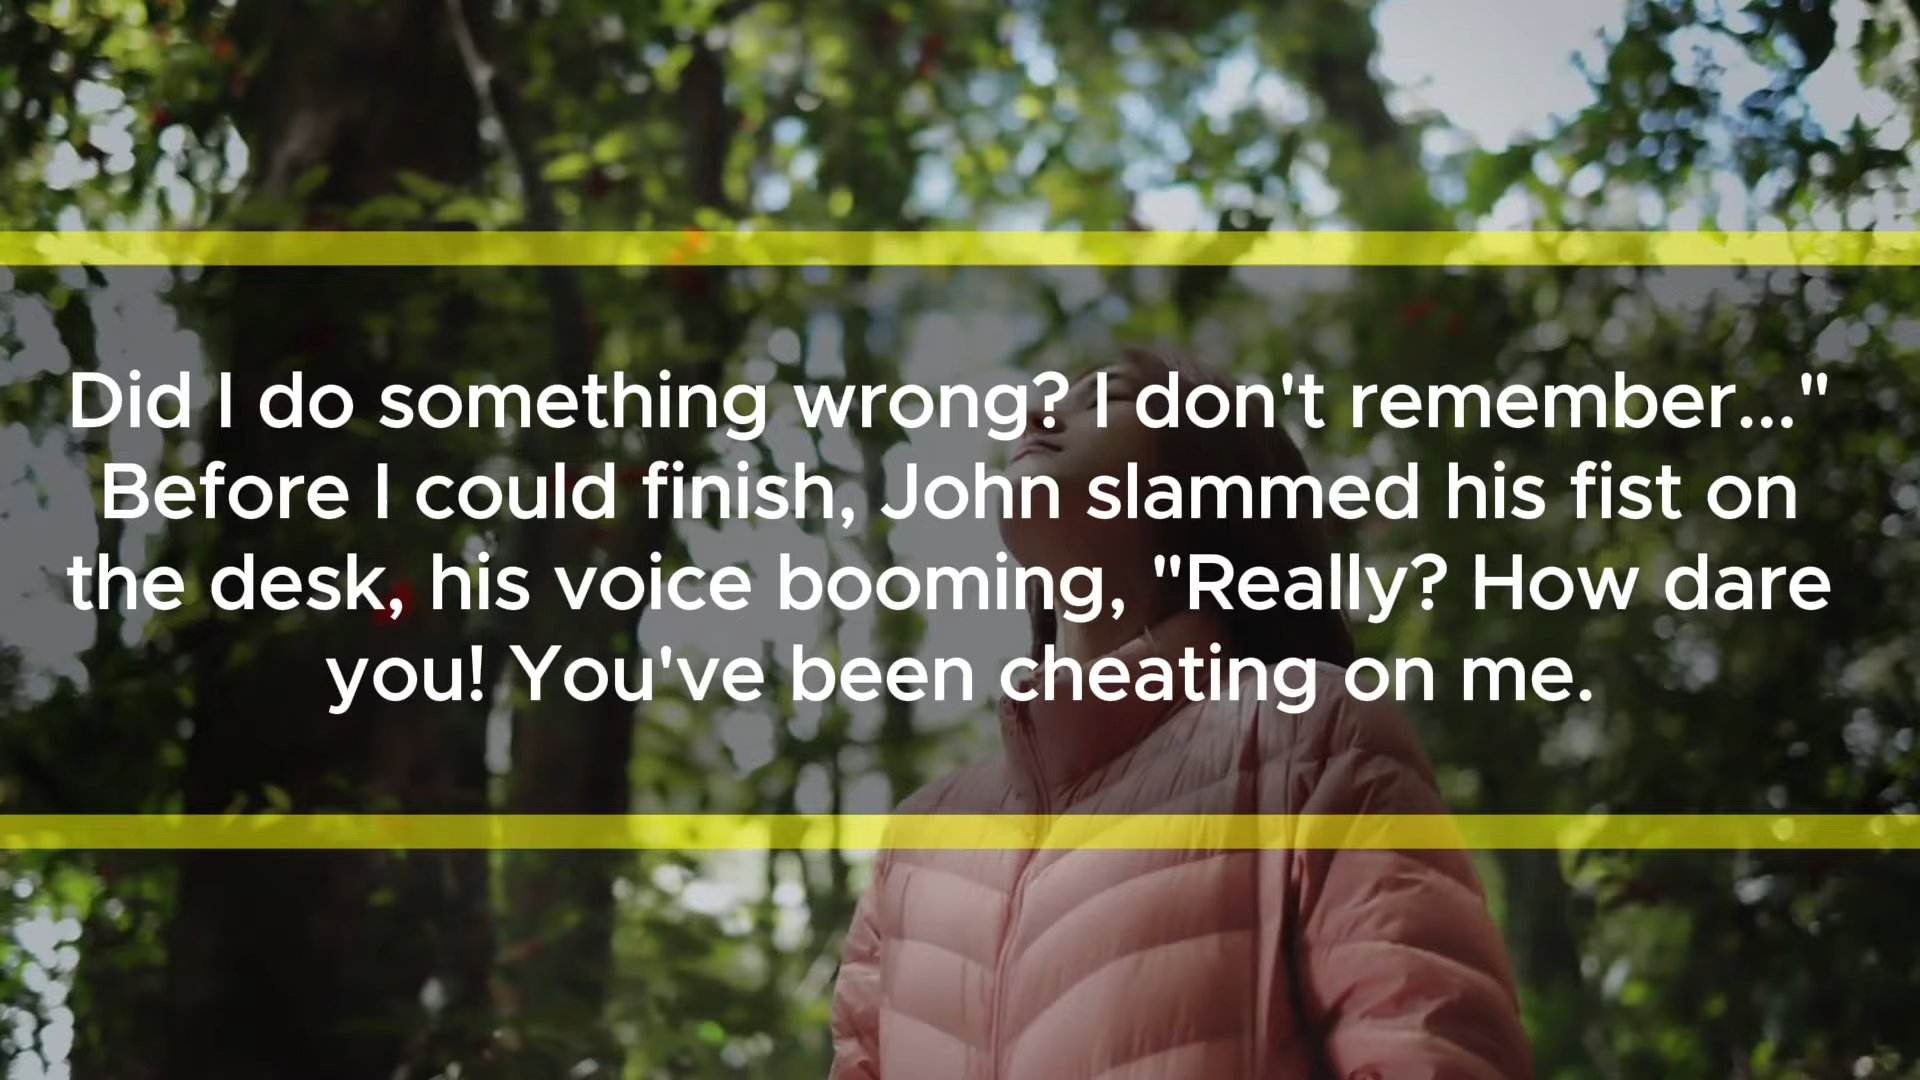 Did I do something wrong? I don't remember..."
Before I could finish, John slammed his fist on
the desk, his voice booming, "Really? How dare
you! You've been cheating on me.